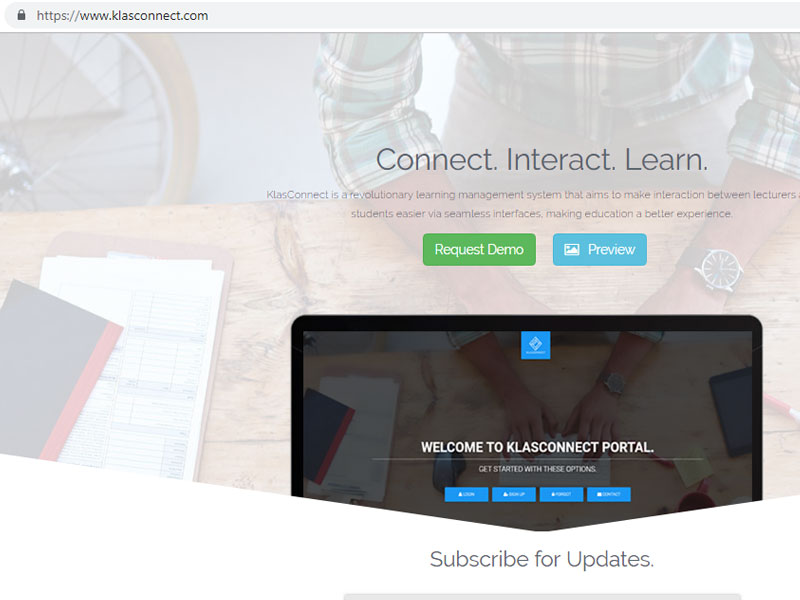 https://www.klasconnect.com
Connect. Interact. Learn.
KlasConnect is a revolutionary learning management system that aims to make interaction between lecturers
students easier via seamless interfaces, making education a better experience.
Request Demo
Preview
KLASCONNECT
WELCOME TO KLASCONNECT PORTAL.
GET STARTED WITH THESE OPTIONS.
LOGIN
SIGN UP
FORGOT
CONTACT
Subscribe for Updates.